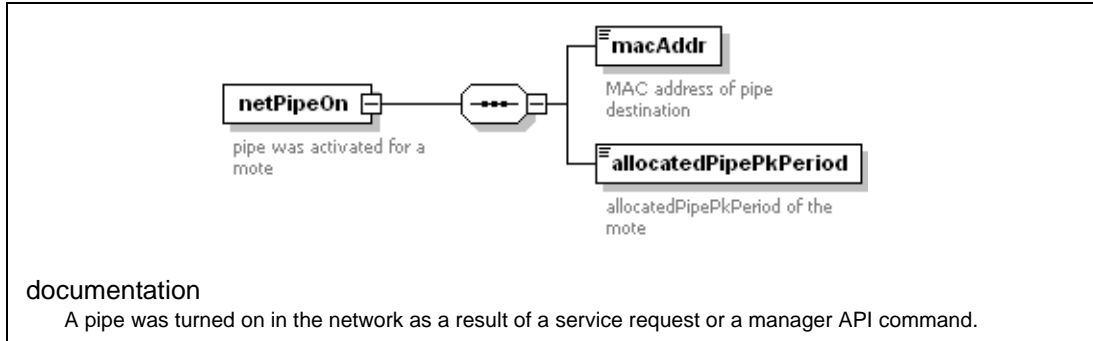 macAddr
MAC address of pipe
destination
netPipeOn
pipe was activated for a
mote
allocatedPipePkPeriod
allocatedPipePkPeriod of the
mote
documentation
A pipe was turned on in the network as a result of a service request or a manager API command.